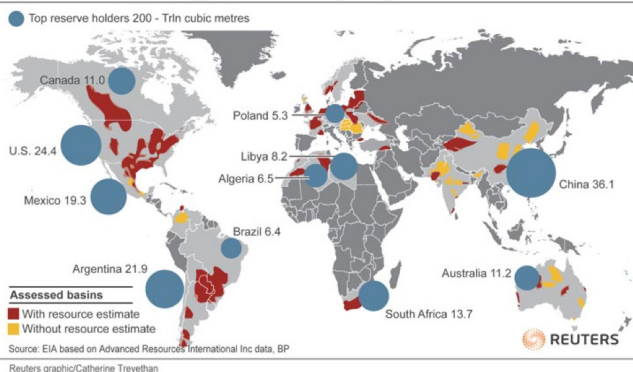 Top reserve holders 200 - Trln cubic metres
Canada 11.0
Poland 5.3
U.S. 24.4
Libya 8.2
Algeria 6.5
China 36.1
Mexico 19.3
Brazil 6.4
Argentina 21.9
Australia 11.2
South Africa 13.7
Assessed basins
With resource estimate
Without resource estimate
REUTERS
Source: EIA based on Advanced Resources International Inc data, BP
Reuters graphic/Catherine Trevethan